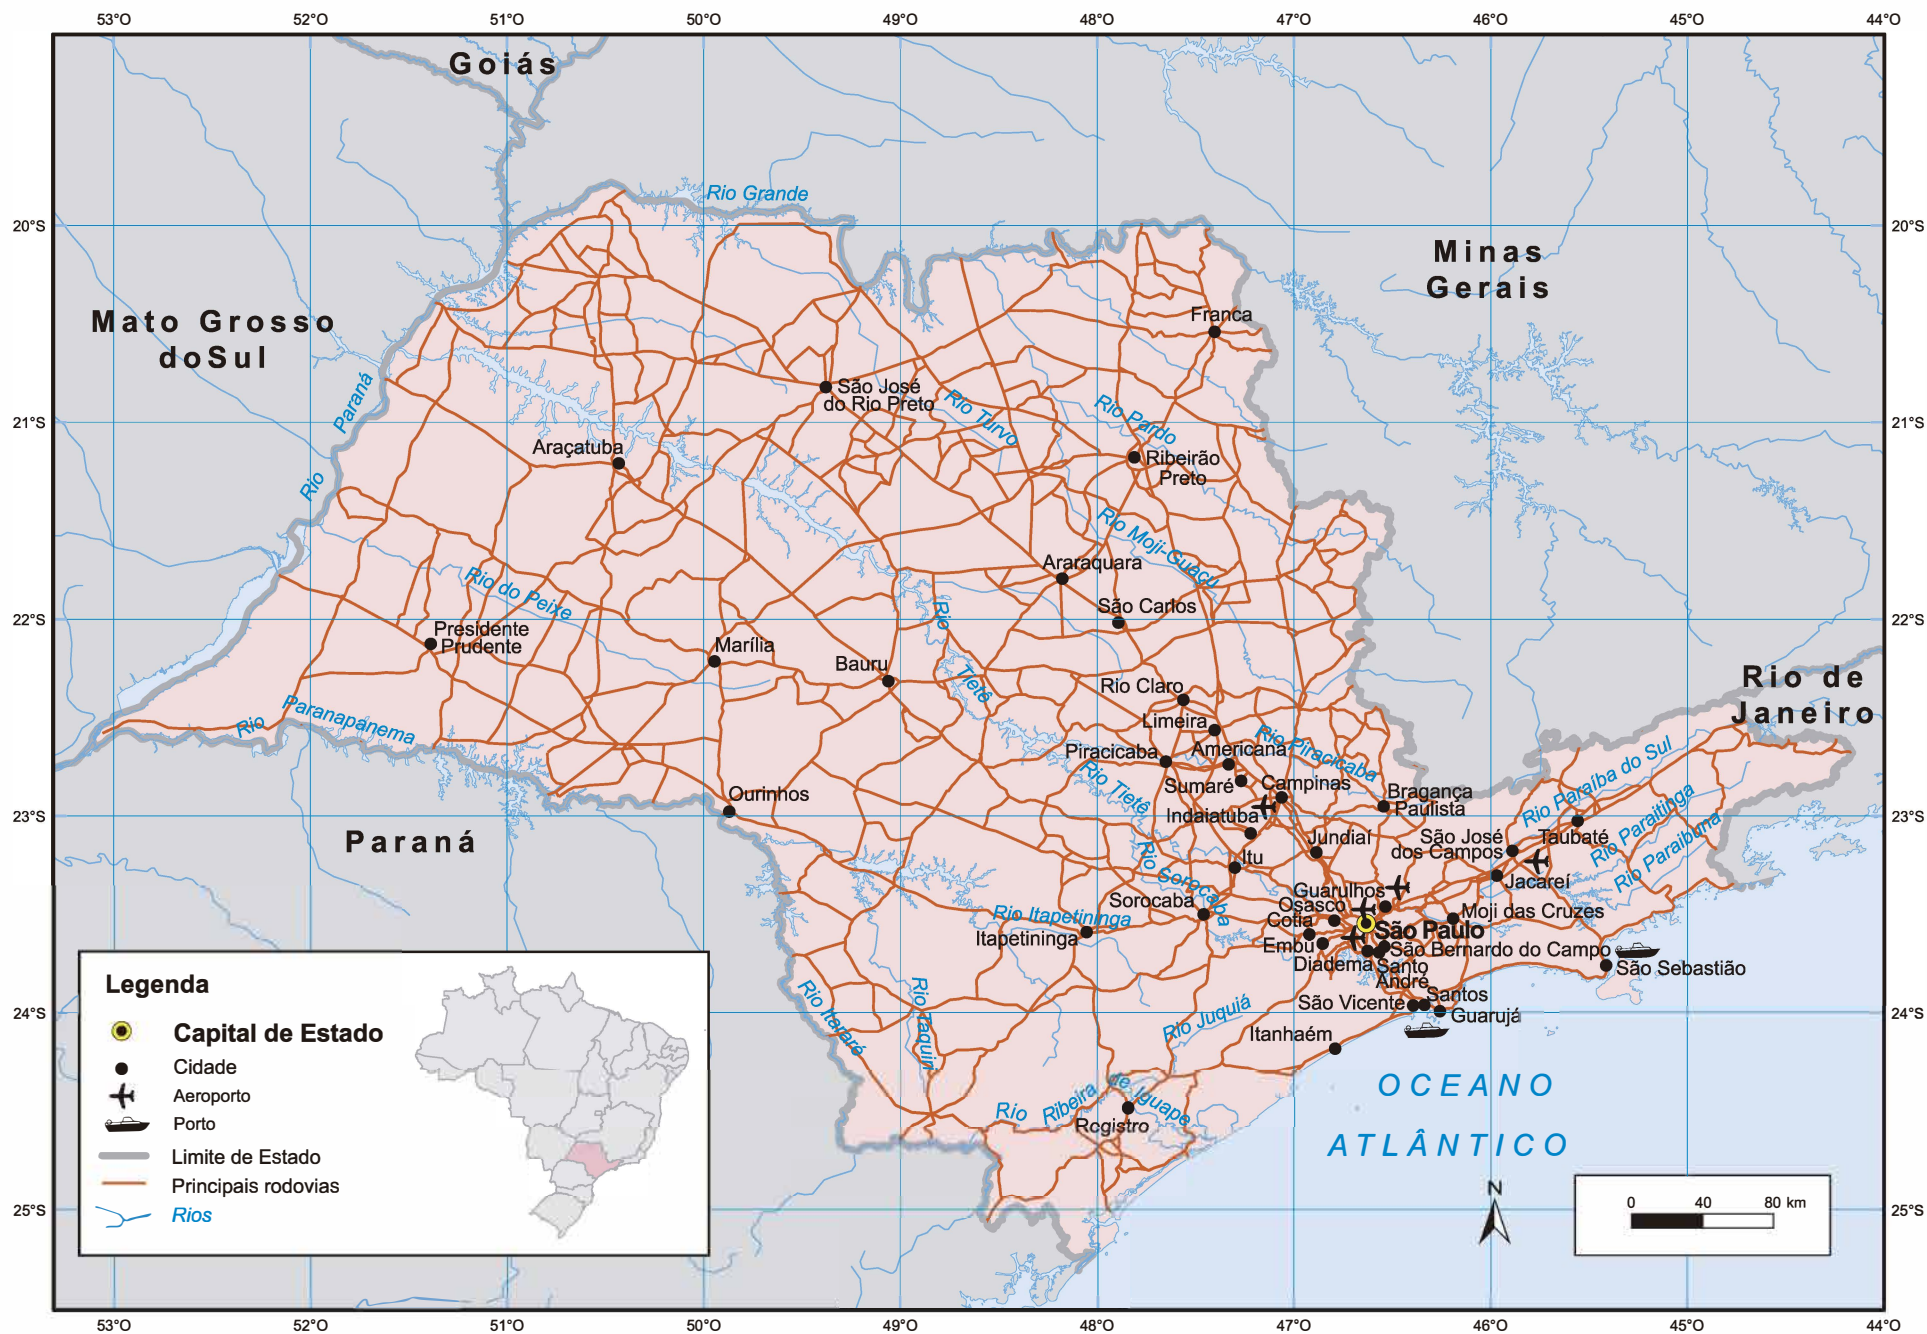 53°O 52°O 51°O 50°O 49°O 48°O 47°O 46°O 45°O 44°O
Goiás
Rio Grande
20°S
20°S
Minas
Gerais
Mato Grosso
doSul
Franca
Rio Paraná
São José
do Rio Preto
Rio Turvo
Rio Pardo
21°S
21°S
Araçatuba
Ribeirão
Preto
Rio Moji-Guaçu
Araraquara
Rio do Peixe
São Carlos
22°S
22°S
Presidente
Prudente
Marília
Bauru
Rio Tietê
Rio Claro
Rio de
Janeiro
Limeira
Rio Paranapanema
Piracicaba
Americana
Rio Piracicaba
Rio Tietê
Sumaré
Campinas
Bragança
Paulista
Rio Paraíba do Sul
Ourinhos
Indaiatuba
23°S
23°S
Paraná
Jundiaí
São José
dos Campos
Taubaté
Rio Paraitinga
Rio Paraibuna
Itu
Rio Sorocaba
Jacareí
Guarulhos
Sorocaba
Osasco
Rio Itapetininga
Cotia
Moji das Cruzes
São Paulo
Itapetininga
Embu
São Bernardo do Campo
Diadema
Santo
André
São Sebastião
Rio Itararé
Rio Taquiri
São Vicente
Santos
Guarujá
24°S
24°S
Rio Juquiá
Itanhaém
Rio Ribeira de Iguape
Rcgistro
OCEANO
ATLÂNTICO
25°S
25°S
Legenda
Capital de Estado
Cidade
Aeroporto
Porto
Limite de Estado
Principais rodovias
Rios
N
0 40 80 km
53°O 52°O 51°O 50°O 49°O 48°O 47°O 46°O 45°O 44°O